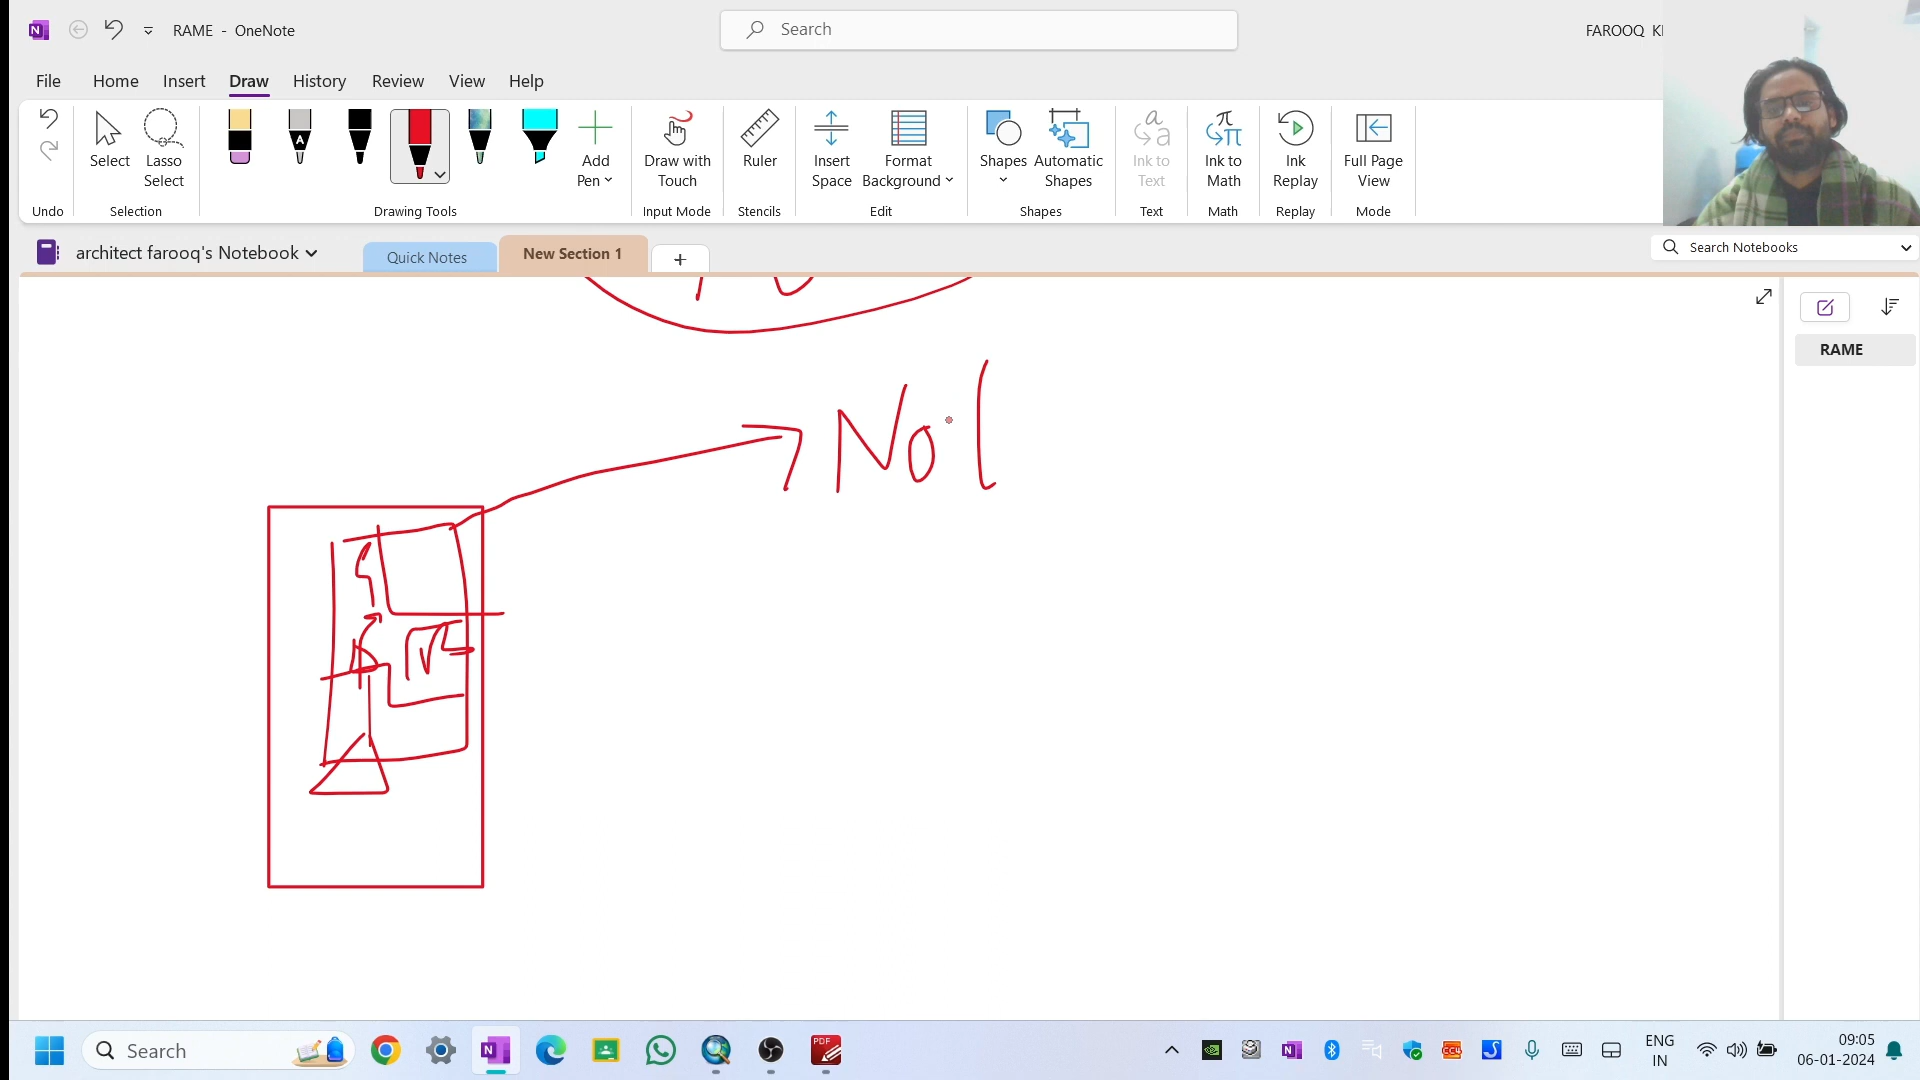 RAME - OneNote
Search
FAROOQ
File Home Insert Draw History Review View Help
Select
Lasso Select
A
Add Pen
Draw with Touch
Ruler
Insert Space
Format Background
Shapes
Automatic Shapes
Ink to Text
Ink to Math
Ink Replay
Full Page View
Undo Selection Drawing Tools Input Mode Stencils Edit Shapes Text Math Replay Mode
architect farooq's Notebook
Quick Notes
New Section 1
+
Search Notebooks
RAME
No.
Search
PDF
ENG
IN
09:05
06-01-2024